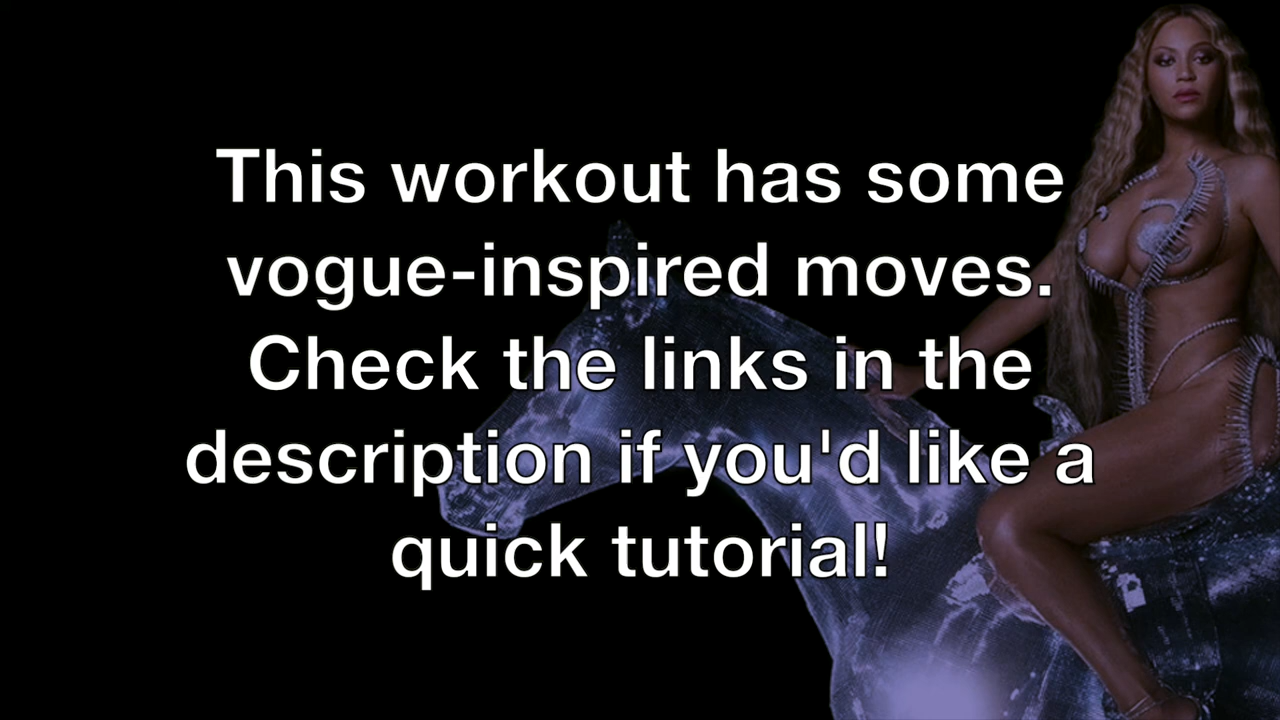 This workout has some
vogue-inspired moves.
Check the links in the
description if you'd like a
quick tutorial!